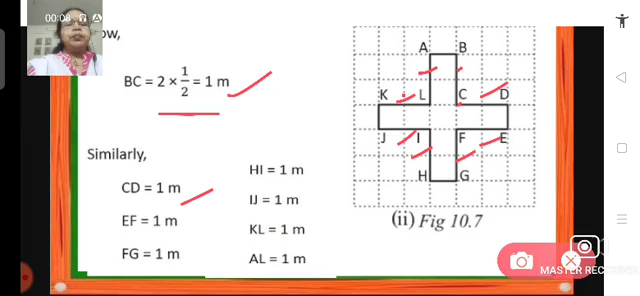 00:08
ow,
BC = 2 × 1/2 = 1 m
Similarly,
CD = 1 m
EF = 1 m
FG = 1 m
HI = 1 m
IJ = 1 m
KL = 1 m
AL = 1 m
A B
K L C D
J I F E
H G
(ii) Fig 10.7
MASTER RECORDING